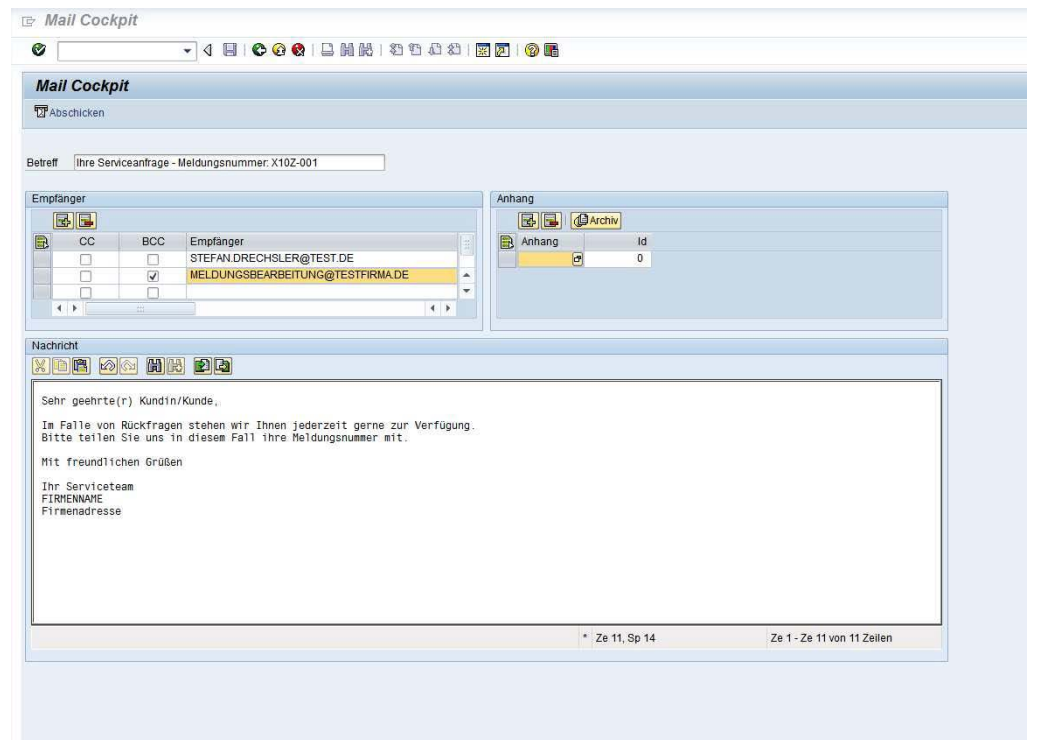 Mail Cockpit
Mail Cockpit
Abschicken
Betreff Ihre Serviceanfrage - Meldungsnummer: X10Z-001
Empfänger
CC BCC Empfänger
STEFAN.DRECHSLER@TEST.DE
MELDUNGSBEARBEITUNG@TESTFIRMA.DE
Anhang
Archiv
Anhang Id
0
Nachricht
Sehr geehrte(r) Kundin/Kunde,
Im Falle von Rückfragen stehen wir Ihnen jederzeit gerne zur Verfügung.
Bitte teilen Sie uns in diesem Fall ihre Meldungsnummer mit.
Mit freundlichen Grüßen
Ihr Serviceteam
FIRMENNAME
Firmenadresse
* Ze 11, Sp 14 Ze 1 - Ze 11 von 11 Zeilen